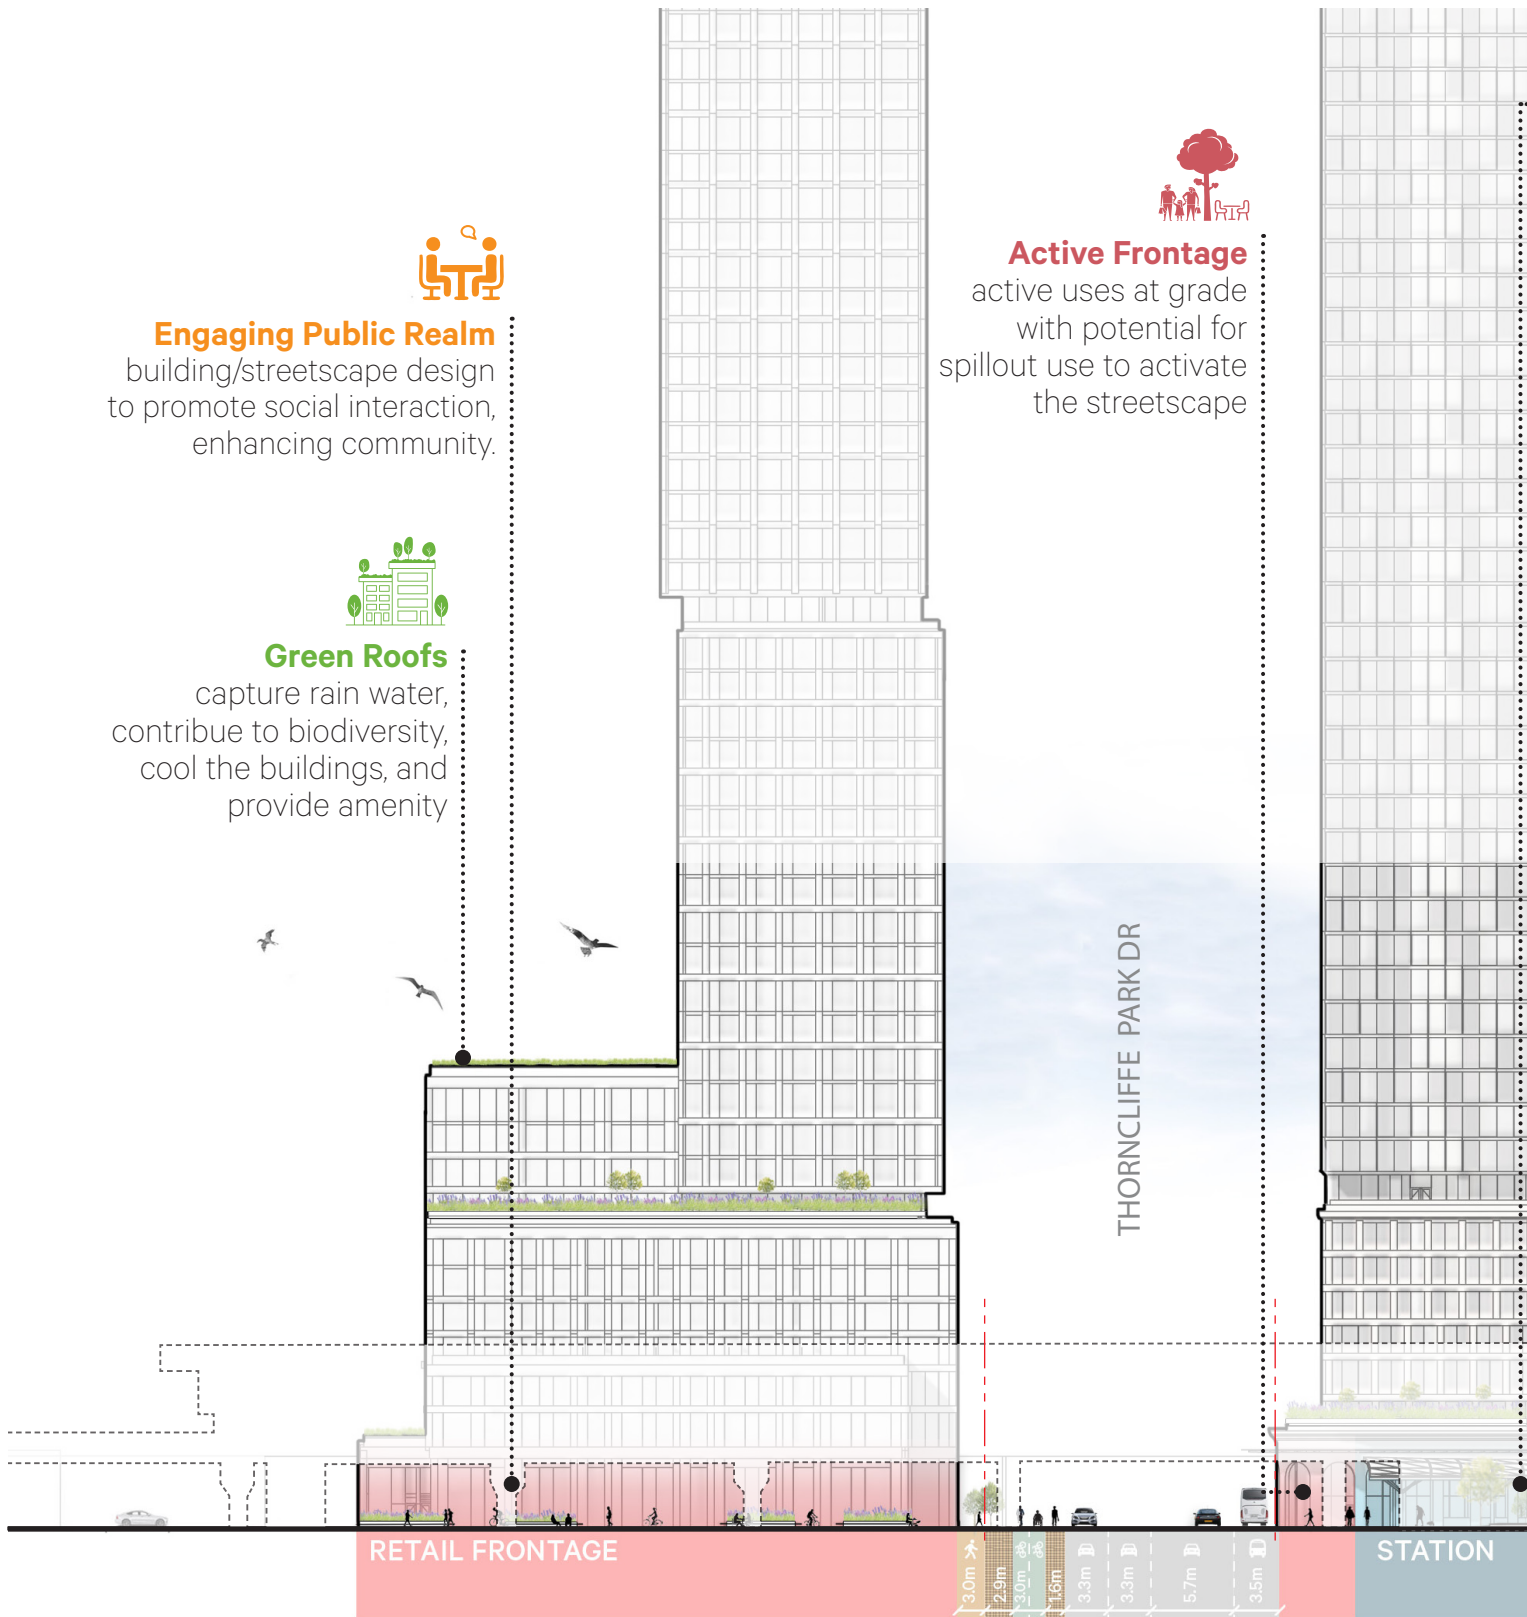 Engaging Public Realm
building/streetscape design
to promote social interaction,
enhancing community.
Green Roofs
capture rain water,
contribue to biodiversity,
cool the buildings, and
provide amenity
Active Frontage
active uses at grade
with potential for
spillout use to activate
the streetscape
THORNCLIFFE PARK DR
RETAIL FRONTAGE
STATION
3.0m
2.9m
3.0m
1.6m
3.3m
3.3m
5.7m
3.5m